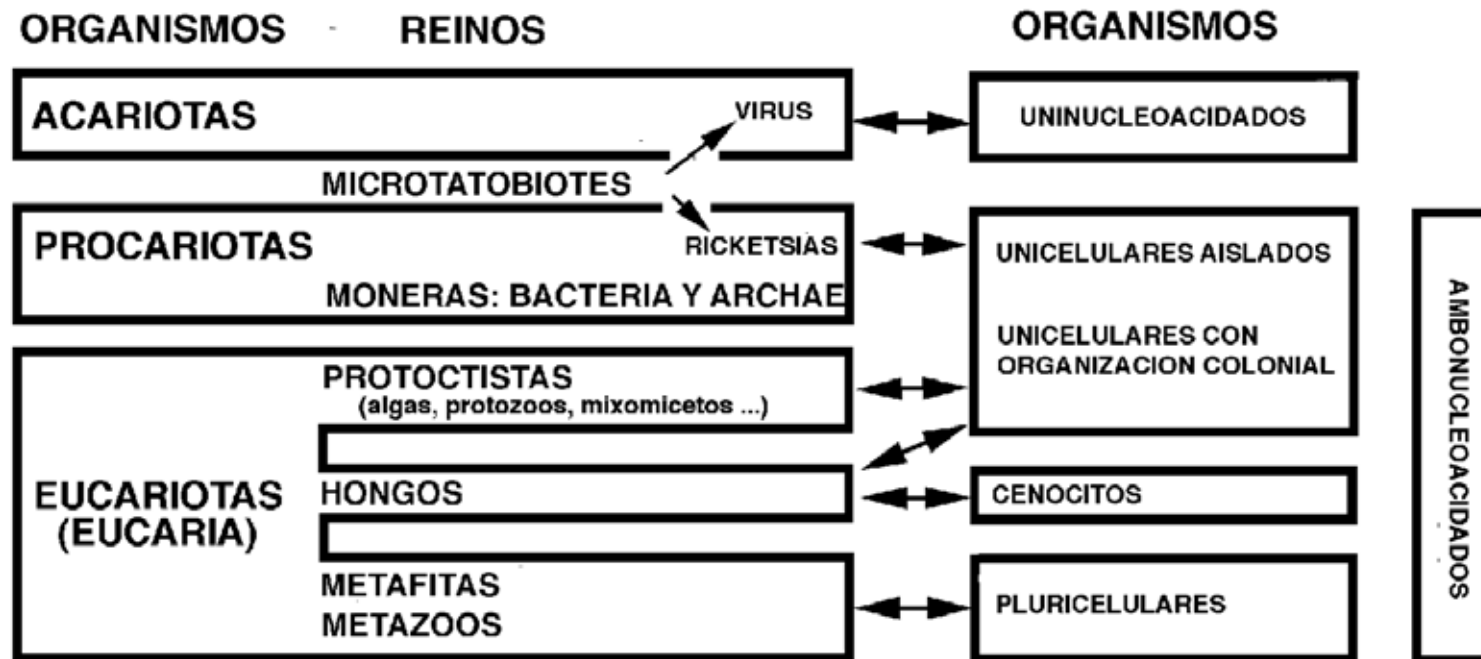 ORGANISMOS - REINOS
ORGANISMOS
ACARIOTAS
VIRUS
UNINUCLEOACIDADOS
MICROTATOBIOTES
PROCARIOTAS
RICKETSIAS
MONERAS: BACTERIA Y ARCHAE
UNICELULARES AISLADOS
UNICELULARES CON
ORGANIZACION COLONIAL
PROTOCTISTAS
(algas, protozoos, mixomicetos ...)
EUCARIOTAS
(EUCARIA)
HONGOS
CENOCITOS
METAFITAS
METAZOOS
PLURICELULARES
AMBONUCLEOACIDADOS